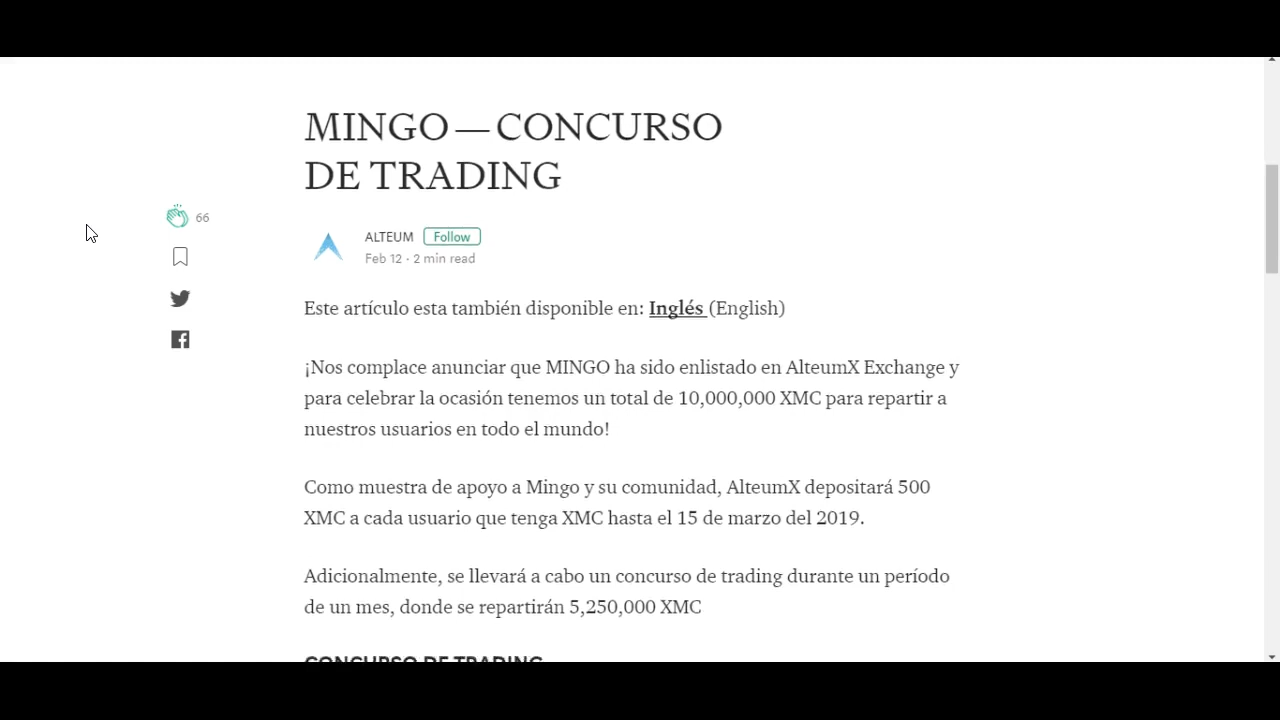 MINGO — CONCURSO
DE TRADING
66
ALTEUM Follow
Feb 12 · 2 min read
Este artículo esta también disponible en: Inglés (English)
¡Nos complace anunciar que MINGO ha sido enlistado en AlteumX Exchange y
para celebrar la ocasión tenemos un total de 10,000,000 XMC para repartir a
nuestros usuarios en todo el mundo!
Como muestra de apoyo a Mingo y su comunidad, AlteumX depositará 500
XMC a cada usuario que tenga XMC hasta el 15 de marzo del 2019.
Adicionalmente, se llevará a cabo un concurso de trading durante un período
de un mes, donde se repartirán 5,250,000 XMC
CONCURSO DE TRADING